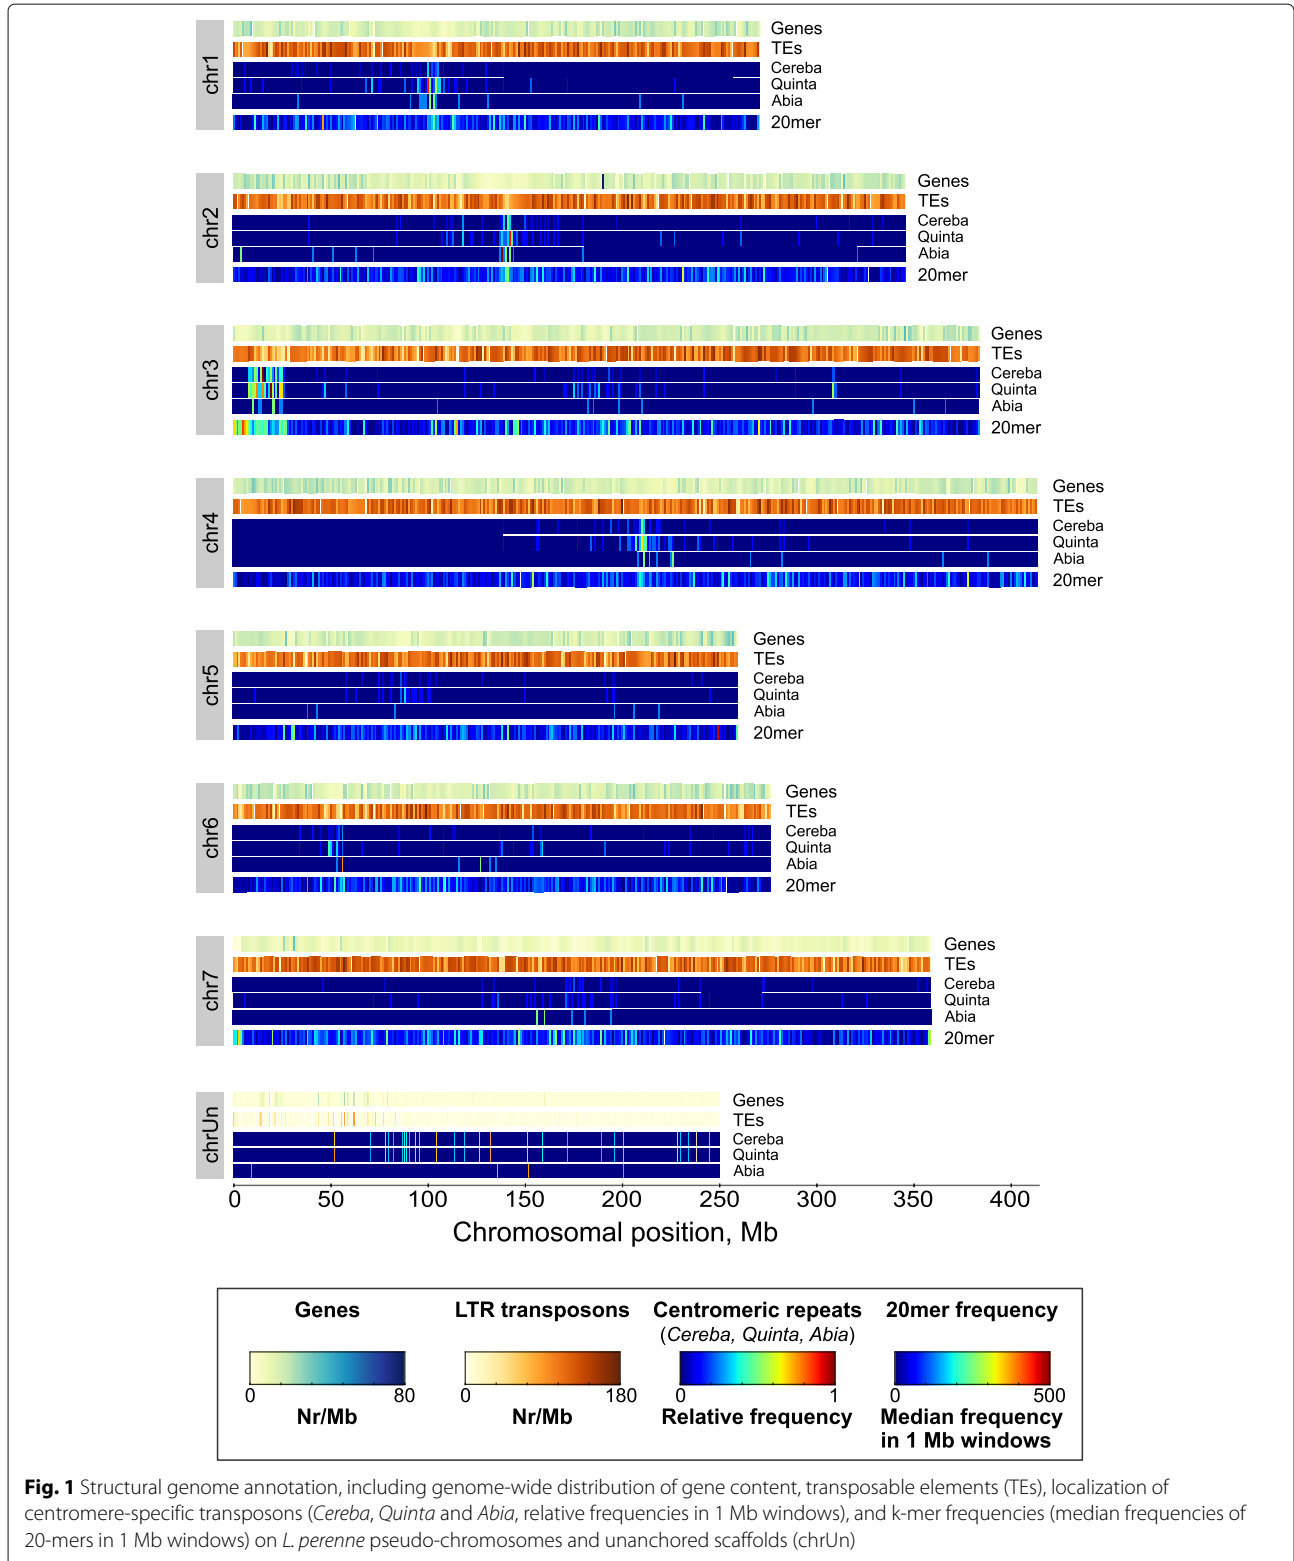 chr1
Genes
TEs
Cereba
Quinta
Abia
20mer
chr2
Genes
TEs
Cereba
Quinta
Abia
20mer
chr3
Genes
TEs
Cereba
Quinta
Abia
20mer
chr4
Genes
TEs
Cereba
Quinta
Abia
20mer
chr5
Genes
TEs
Cereba
Quinta
Abia
20mer
chr6
Genes
TEs
Cereba
Quinta
Abia
20mer
chr7
Genes
TEs
Cereba
Quinta
Abia
20mer
chrUn
Genes
TEs
Cereba
Quinta
Abia
0 50 100 150 200 250 300 350 400
Chromosomal position, Mb
Genes
0 80
Nr/Mb
LTR transposons
0 180
Nr/Mb
Centromeric repeats
(Cereba, Quinta, Abia)
0 1
Relative frequency
20mer frequency
0 500
Median frequency
in 1 Mb windows
Fig. 1 Structural genome annotation, including genome-wide distribution of gene content, transposable elements (TEs), localization of
centromere-specific transposons (Cereba, Quinta and Abia, relative frequencies in 1 Mb windows), and k-mer frequencies (median frequencies of
20-mers in 1 Mb windows) on L. perenne pseudo-chromosomes and unanchored scaffolds (chrUn)